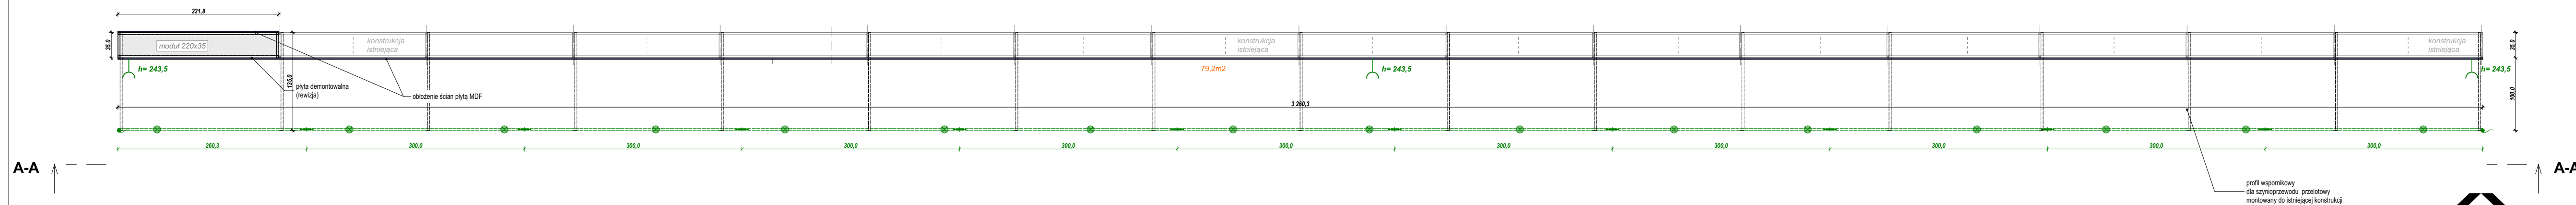 221,8
35,0
moduł 220x35
konstrukcja
istniejąca
konstrukcja
istniejąca
konstrukcja
istniejąca
35,0
h= 243,5
79,2m2
h= 243,5
h= 243,5
135,0
płyta demontowalna
(rewizja)
obłożenie ścian płytą MDF
100,0
3 260,3
260,3
300,0
300,0
300,0
300,0
300,0
300,0
300,0
300,0
300,0
300,0
A-A
A-A
profil wspornikowy
dla szynioprzewodu przelotowy
montowany do istniejącej konstrukcji